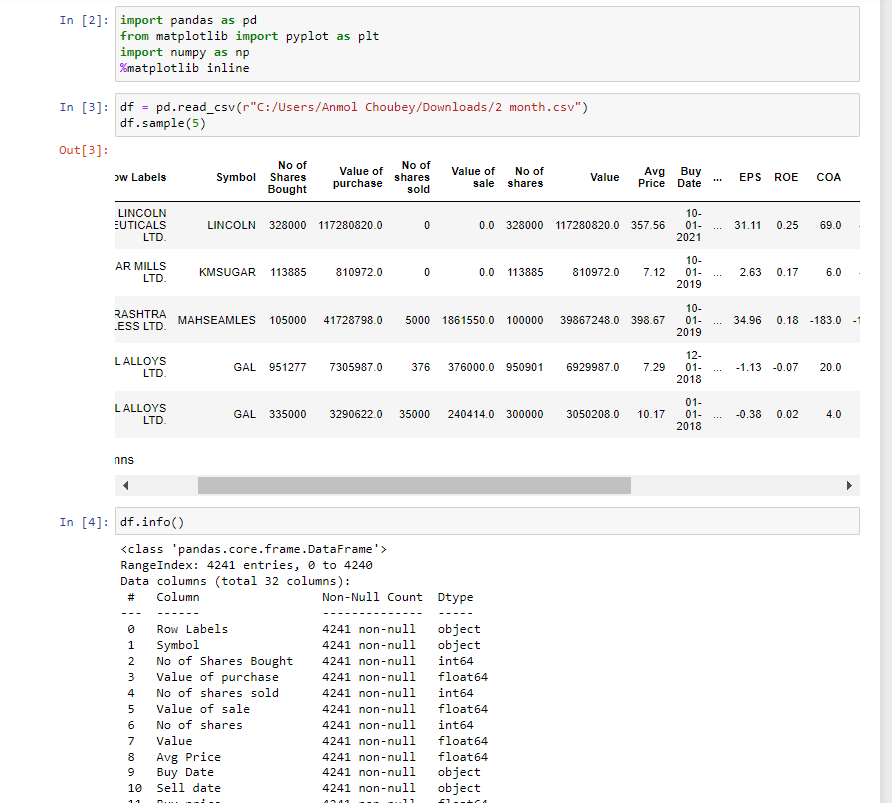 In [2]: import pandas as pd
from matplotlib import pyplot as plt
import numpy as np
%matplotlib inline
In [3]: df = pd.read_csv(r"C:/Users/Anmol Choubey/Downloads/2 month.csv")
df.sample(5)
Out[3]:
ow Labels Symbol No of Shares Bought Value of purchase No of shares sold Value of sale No of shares Value Avg Price Buy Date ... EPS ROE COA
LINCOLN EUTICALS LTD. LINCOLN 328000 117280820.0 0 0.0 328000 117280820.0 357.56 10-01-2021 ... 31.11 0.25 69.0
AR MILLS LTD. KMSUGAR 113885 810972.0 0 0.0 113885 810972.0 7.12 10-01-2019 ... 2.63 0.17 6.0
RASHTRA LESS LTD. MAHSEAMLES 105000 41728798.0 5000 1861550.0 100000 39867248.0 398.67 10-01-2019 ... 34.96 0.18 -183.0 -1
L ALLOYS LTD. GAL 951277 7305987.0 376 376000.0 950901 6929987.0 7.29 12-01-2018 ... -1.13 -0.07 20.0
L ALLOYS LTD. GAL 335000 3290622.0 35000 240414.0 300000 3050208.0 10.17 01-01-2018 ... -0.38 0.02 4.0
nns
In [4]: df.info()
<class 'pandas.core.frame.DataFrame'>
RangeIndex: 4241 entries, 0 to 4240
Data columns (total 32 columns):
# Column Non-Null Count Dtype
--- ------ -------------- -----
0 Row Labels 4241 non-null object
1 Symbol 4241 non-null object
2 No of Shares Bought 4241 non-null int64
3 Value of purchase 4241 non-null float64
4 No of shares sold 4241 non-null int64
5 Value of sale 4241 non-null float64
6 No of shares 4241 non-null int64
7 Value 4241 non-null float64
8 Avg Price 4241 non-null float64
9 Buy Date 4241 non-null object
10 Sell date 4241 non-null object